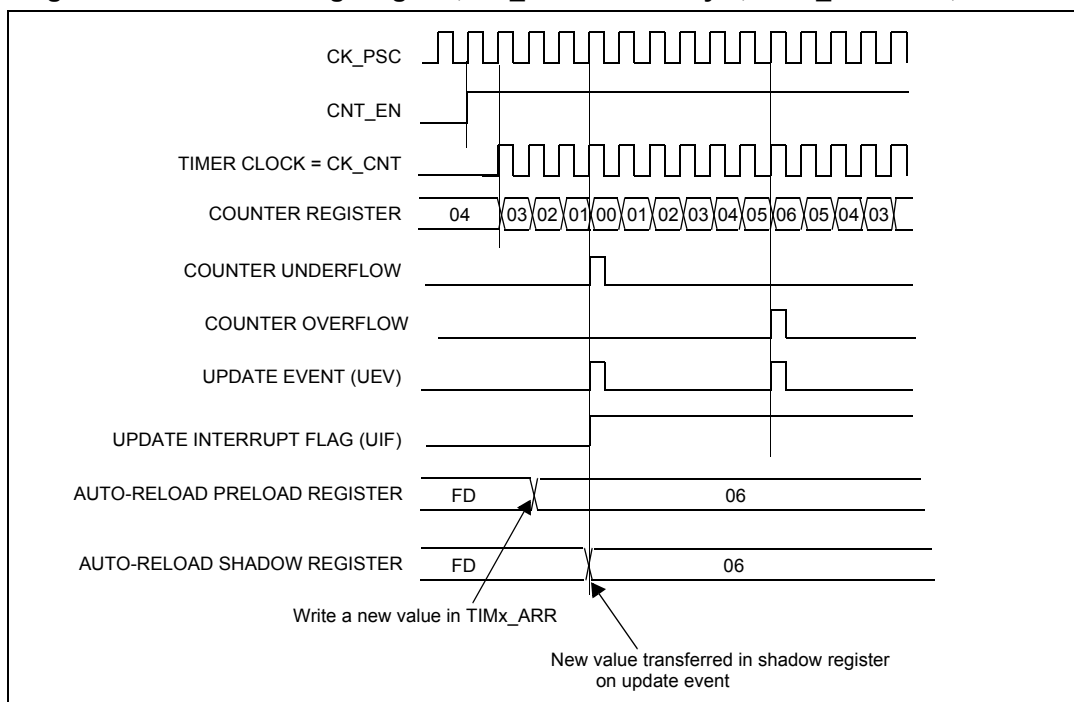 CK_PSC
CNT_EN
TIMER CLOCK = CK_CNT
COUNTER REGISTER 04 03 02 01 00 01 02 03 04 05 06 05 04 03
COUNTER UNDERFLOW
COUNTER OVERFLOW
UPDATE EVENT (UEV)
UPDATE INTERRUPT FLAG (UIF)
AUTO-RELOAD PRELOAD REGISTER FD 06
AUTO-RELOAD SHADOW REGISTER FD 06
Write a new value in TIMx_ARR
New value transferred in shadow register
on update event